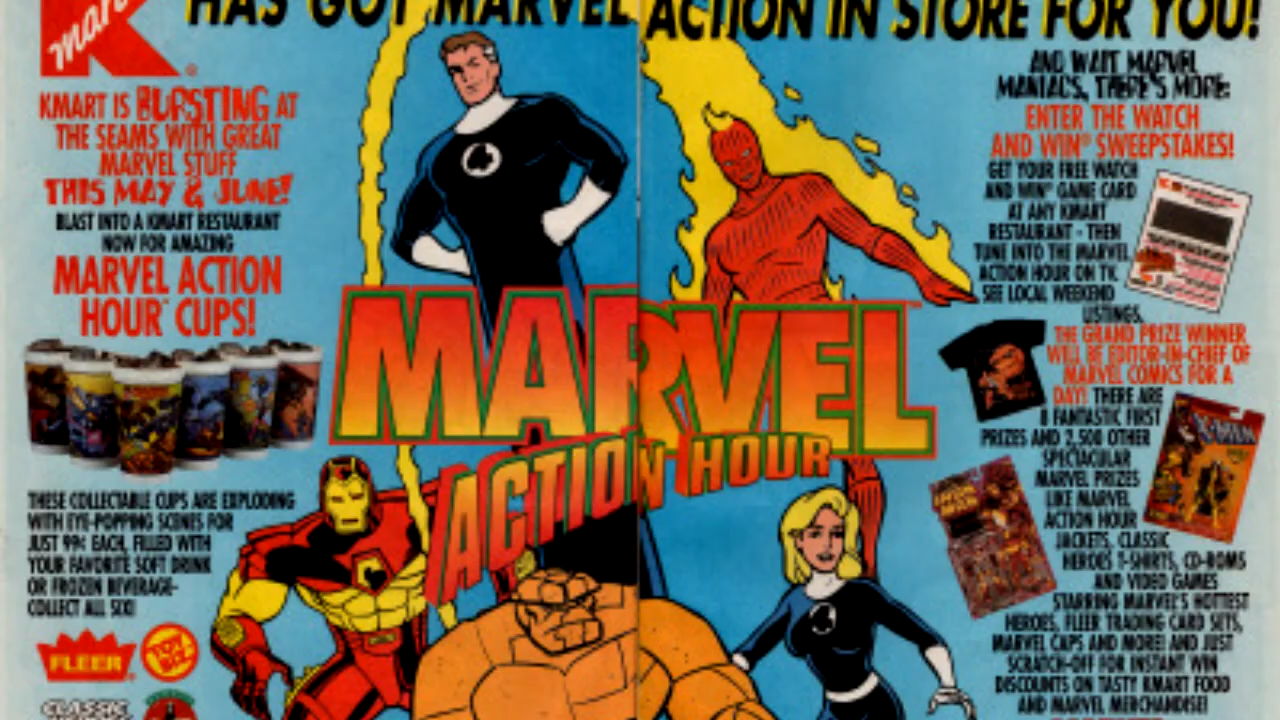 Kmart
HAS GOT MARVEL ACTION IN STORE FOR YOU!
KMART IS BURSTING AT
THE SEAMS WITH GREAT
MARVEL STUFF
THIS MAY & JUNE!
BLAST INTO A KMART RESTAURANT
NOW FOR AMAZING
MARVEL ACTION
HOUR™ CUPS!
THESE COLLECTABLE CUPS ARE EXPLODING
WITH EYE-POPPING SCENES FOR
JUST 99¢ EACH, FILLED WITH
YOUR FAVORITE SOFT DRINK
OR FROZEN BEVERAGE-
COLLECT ALL SIX!
FLEER
TOY BIZ
CLASSIC
MARVEL
ACTION HOUR
AND WAIT MARVEL
MANIACS, THERE'S MORE:
ENTER THE WATCH
AND WIN® SWEEPSTAKES!
GET YOUR FREE WATCH
AND WIN® GAME CARD
AT ANY KMART
RESTAURANT - THEN
TUNE INTO THE MARVEL
ACTION HOUR ON TV.
SEE LOCAL WEEKEND
LISTINGS.
THE GRAND PRIZE WINNER
WILL BE EDITOR-IN-CHIEF OF
MARVEL COMICS FOR A
DAY! THERE ARE
8 FANTASTIC FIRST
PRIZES AND 2,500 OTHER
SPECTACULAR
MARVEL PRIZES
LIKE MARVEL
ACTION HOUR
JACKETS, CLASSIC
HEROES T-SHIRTS, CD-ROMS
AND VIDEO GAMES
STARRING MARVEL'S HOTTEST
HEROES, FLEER TRADING CARD SETS,
MARVEL CAPS AND MORE! AND JUST
SCRATCH-OFF FOR INSTANT WIN
DISCOUNTS ON TASTY KMART FOOD
AND MARVEL MERCHANDISE!